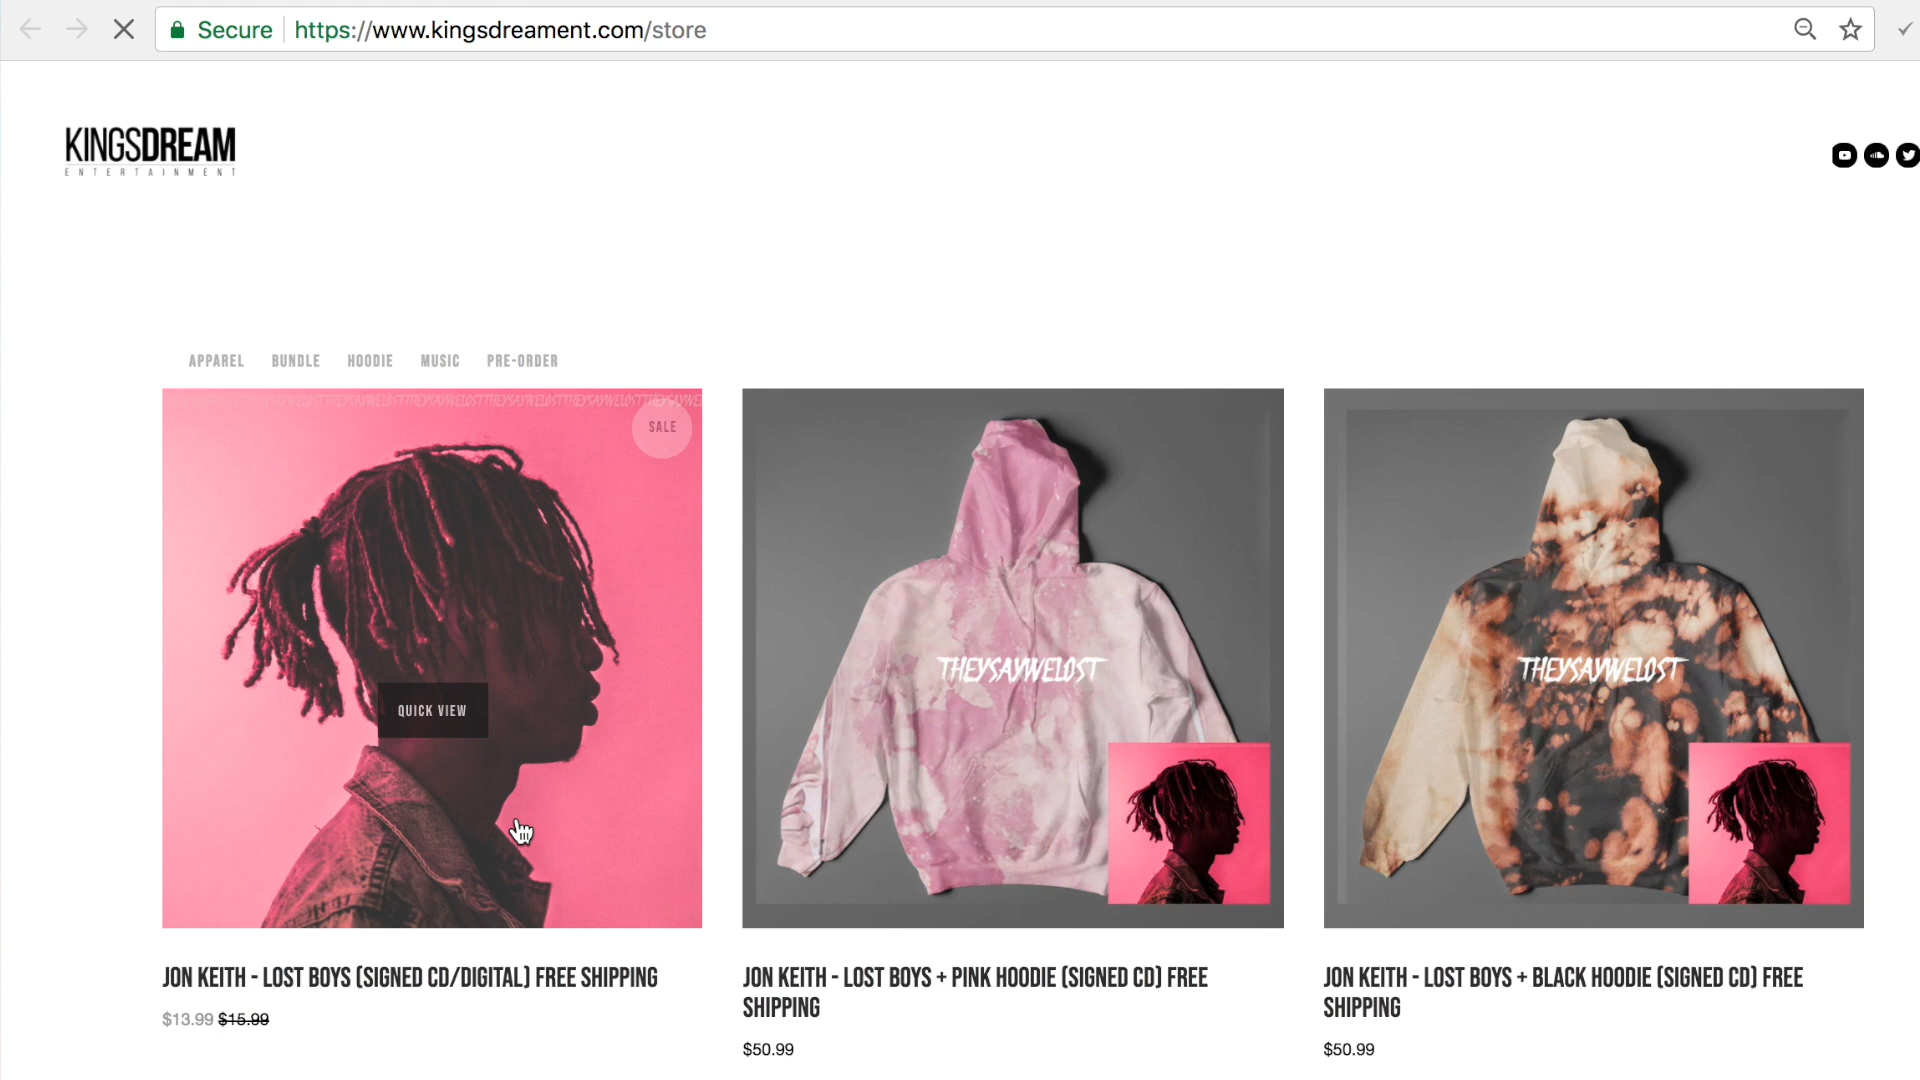 Secure https://www.kingsdreament.com/store
KINGSDREAM
ENTERTAINMENT
APPAREL BUNDLE HOODIE MUSIC PRE-ORDER
SALE
QUICK VIEW
THEYSAYWELOST
THEYSAYWELOST
JON KEITH - LOST BOYS (SIGNED CD/DIGITAL) FREE SHIPPING
$13.99 $15.99
JON KEITH - LOST BOYS + PINK HOODIE (SIGNED CD) FREE
SHIPPING
$50.99
JON KEITH - LOST BOYS + BLACK HOODIE (SIGNED CD) FREE
SHIPPING
$50.99